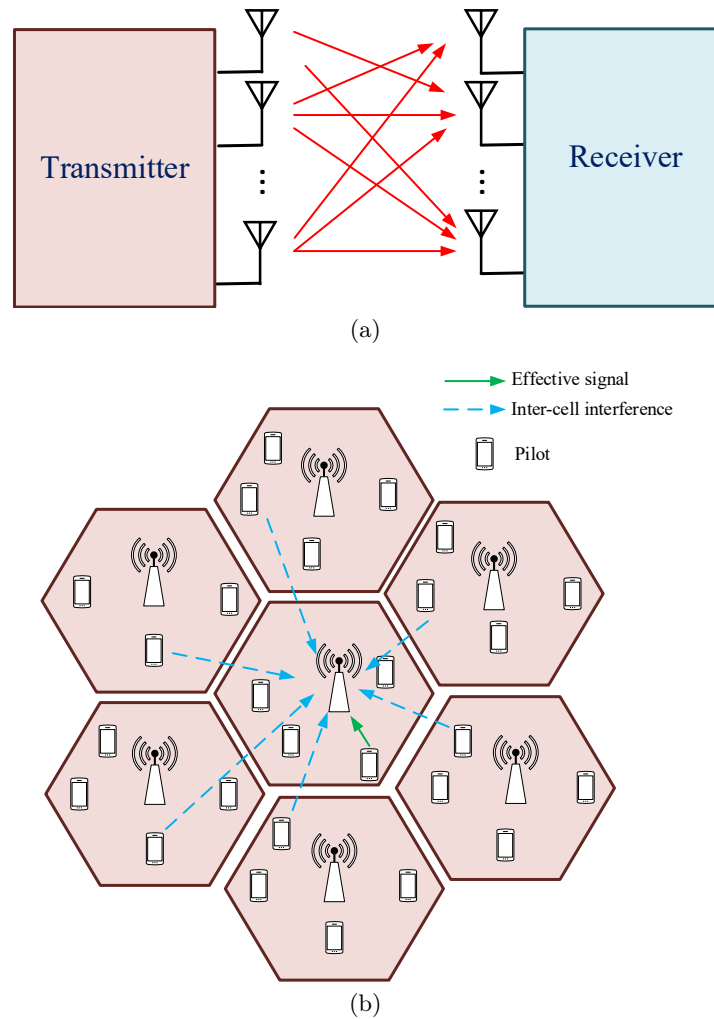 Transmitter
Receiver
(a)
Effective signal
Inter-cell interference
Pilot
(b)